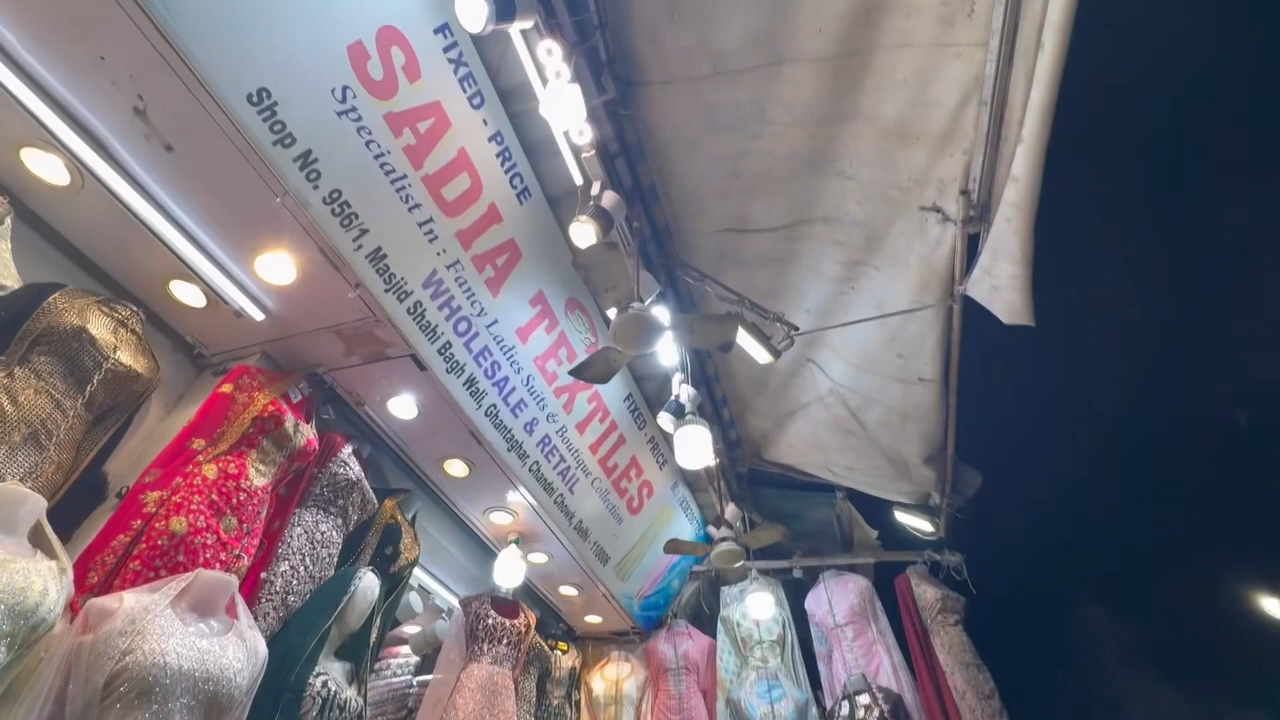 FIXED - PRICE
SADIA TEXTILES
FIXED - PRICE
Specialist In : Fancy Ladies Suits & Boutique Collection
WHOLESALE & RETAIL
Shop No. 956/1, Masjid Shahi Bagh Wali, Ghantaghar, Chandni Chowk, Delhi - 110006